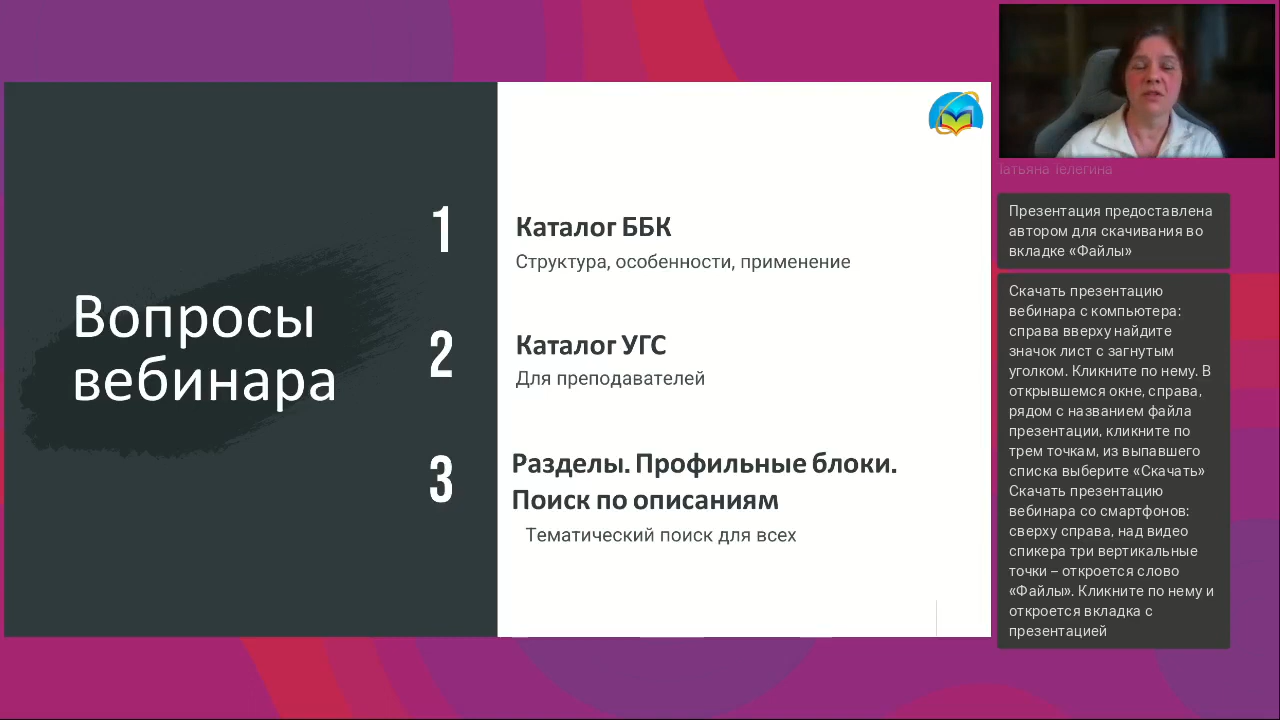 Вопросы
вебинара
1
Каталог ББК
Структура, особенности, применение
2
Каталог УГС
Для преподавателей
3
Разделы. Профильные блоки.
Поиск по описаниям
Тематический поиск для всех
Татьяна Телегина
Презентация предоставлена
автором для скачивания во
вкладке «Файлы»
Скачать презентацию
вебинара с компьютера:
справа вверху найдите
значок лист с загнутым
уголком. Кликните по нему. В
открывшемся окне, справа,
рядом с названием файла
презентации, кликните по
трем точкам, из выпавшего
списка выберите «Скачать»
Скачать презентацию
вебинара со смартфонов:
сверху справа, над видео
спикера три вертикальные
точки – откроется слово
«Файлы». Кликните по нему и
откроется вкладка с
презентацией